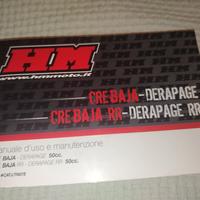 HM
www.hmmoto.it
CRE BAJA-DERAPAGE
CRE BAJA RR-DERAPAGE RR
anuale d'uso e manutenzione
BAJA - DERAPAGE 50cc.
BAJA RR - DERAPAGE RR 50cc.